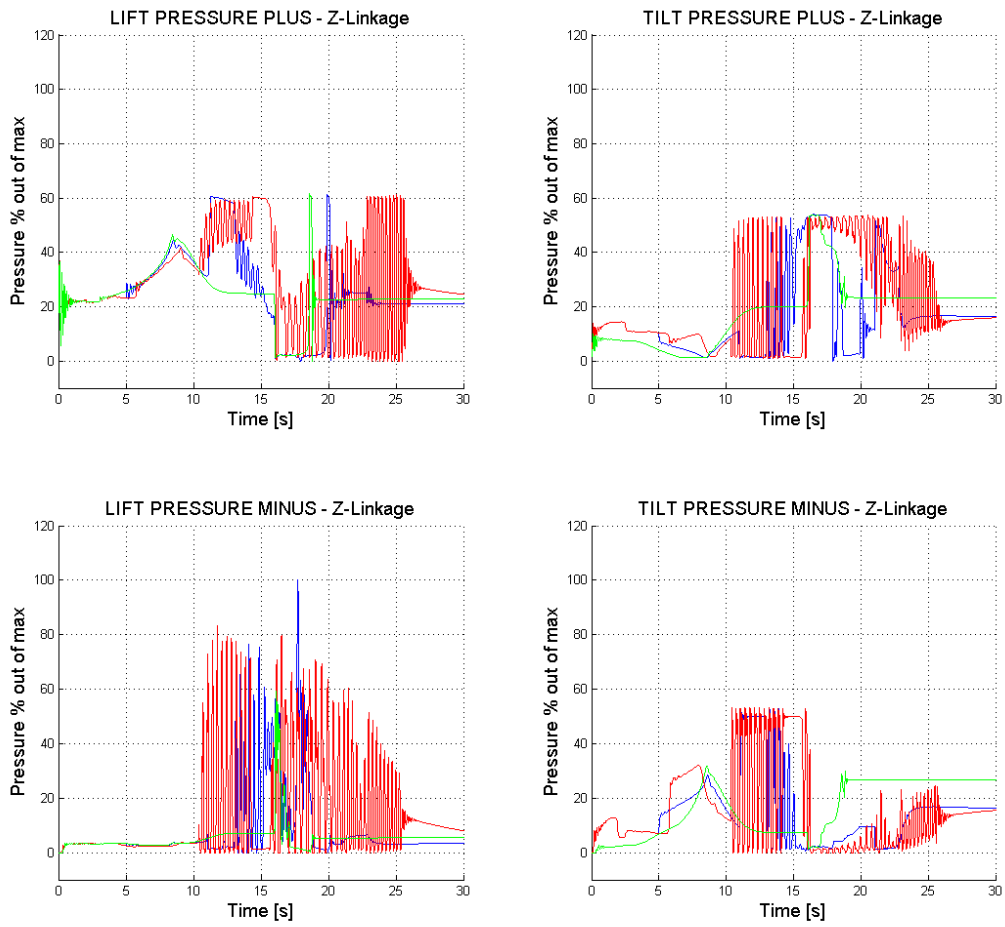 LIFT PRESSURE PLUS - Z-Linkage
120
100
80
60
40
20
0
Pressure % out of max
0 5 10 15 20 25 30
Time [s]
TILT PRESSURE PLUS - Z-Linkage
120
100
80
60
40
20
0
Pressure % out of max
0 5 10 15 20 25 30
Time [s]
LIFT PRESSURE MINUS - Z-Linkage
120
100
80
60
40
20
0
Pressure % out of max
0 5 10 15 20 25 30
Time [s]
TILT PRESSURE MINUS - Z-Linkage
120
100
80
60
40
20
0
Pressure % out of max
0 5 10 15 20 25 30
Time [s]